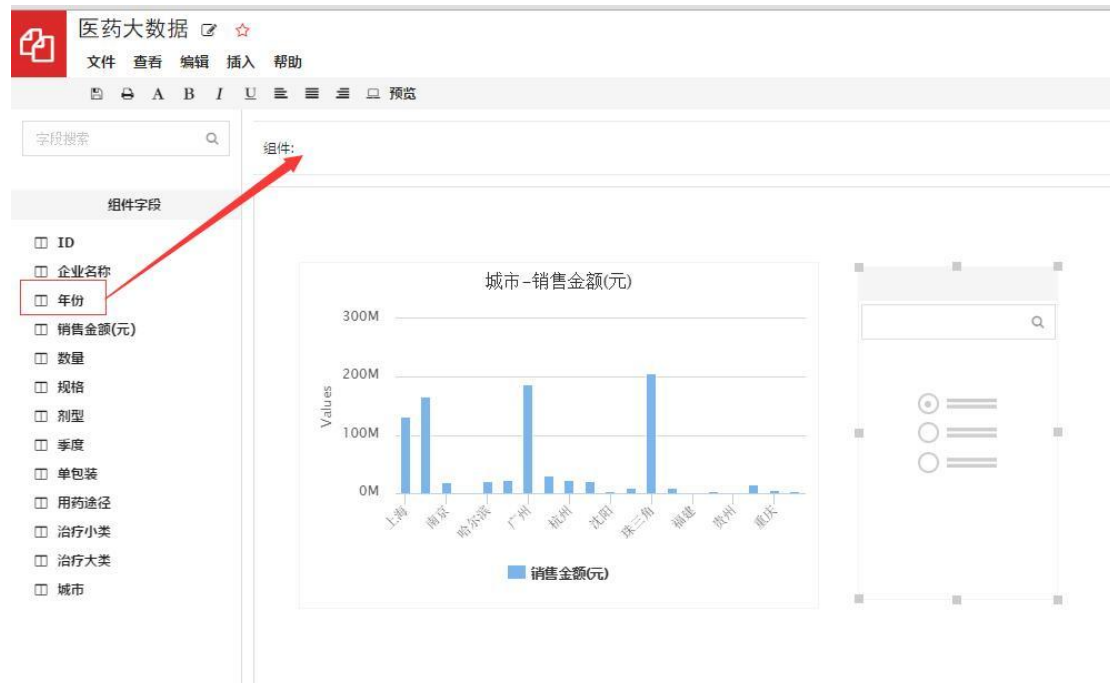 医药大数据
文件 查看 编辑 插入 帮助
A B I U 预览
字段搜索
组件:
组件字段
ID
企业名称
年份
销售金额(元)
数量
规格
剂型
季度
单包装
用药途径
治疗小类
治疗大类
城市
城市-销售金额(元)
300M
200M
100M
0M
Values
上海 南京 哈尔滨 广州 杭州 沈阳 珠三角 福建 贵州 重庆
销售金额(元)